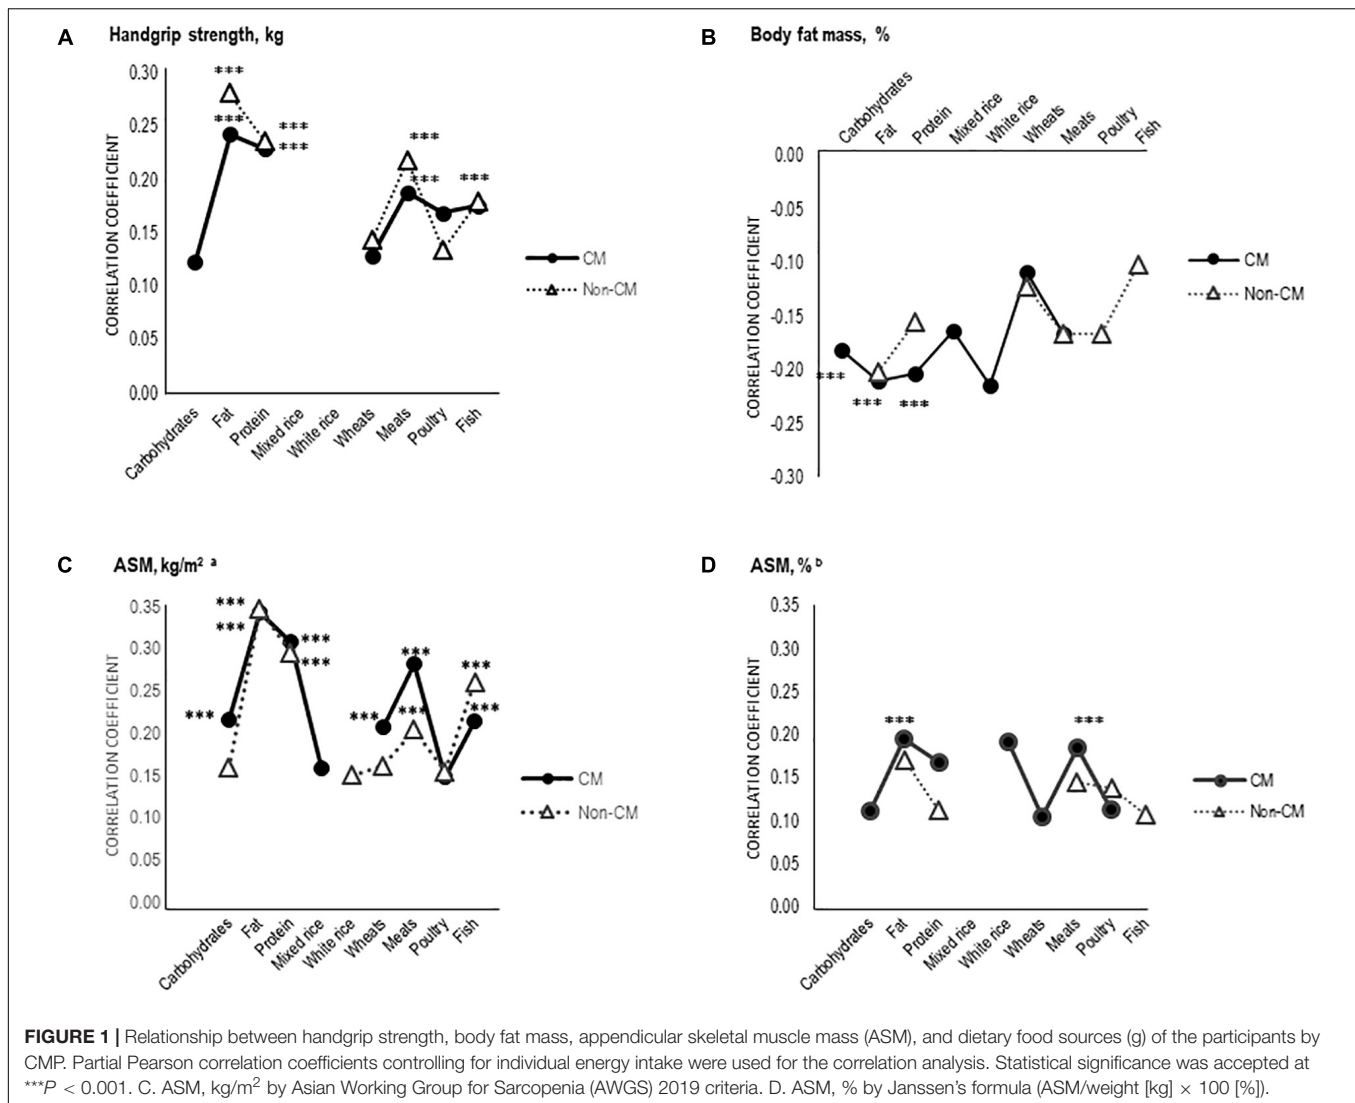 A Handgrip strength, kg
0.30
0.25
0.20
0.15
0.10
0.05
0.00
CORRELATION COEFFICIENT
***
***
***
***
***
***
***
Carbohydrates
Fat
Protein
Mixed rice
White rice
Wheats
Meats
Poultry
Fish
CM
Non-CM
B Body fat mass, %
Carbohydrates
Fat
Protein
Mixed rice
White rice
Wheats
Meats
Poultry
Fish
0.00
-0.05
-0.10
-0.15
-0.20
-0.25
-0.30
CORRELATION COEFFICIENT
***
***
***
CM
Non-CM
C ASM, kg/m² ᵃ
0.35
0.30
0.25
0.20
0.15
0.10
0.05
0.00
CORRELATION COEFFICIENT
***
***
***
***
***
***
***
***
***
***
Carbohydrates
Fat
Protein
Mixed rice
White rice
Wheats
Meats
Poultry
Fish
CM
Non-CM
D ASM, % ᵇ
0.35
0.30
0.25
0.20
0.15
0.10
0.05
0.00
CORRELATION COEFFICIENT
***
***
Carbohydrates
Fat
Protein
Mixed rice
White rice
Wheats
Meats
Poultry
Fish
CM
Non-CM
FIGURE 1 | Relationship between handgrip strength, body fat mass, appendicular skeletal muscle mass (ASM), and dietary food sources (g) of the participants by
CMP. Partial Pearson correlation coefficients controlling for individual energy intake were used for the correlation analysis. Statistical significance was accepted at
***P < 0.001. C. ASM, kg/m² by Asian Working Group for Sarcopenia (AWGS) 2019 criteria. D. ASM, % by Janssen's formula (ASM/weight [kg] × 100 [%]).